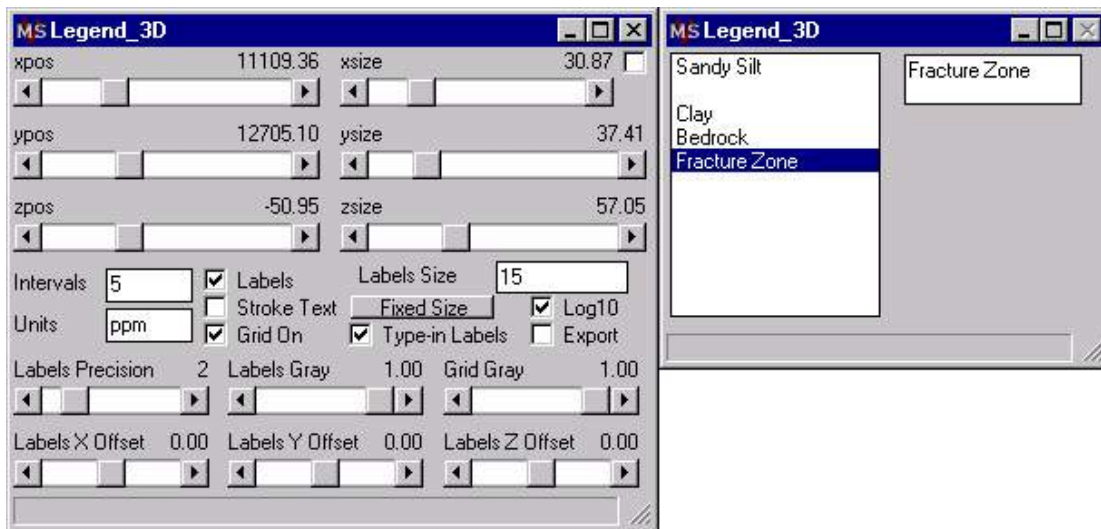 MS Legend_3D
xpos 11109.36 xsize 30.87
ypos 12705.10 ysize 37.41
zpos -50.95 zsize 57.05
Intervals 5 Labels Labels Size 15
Stroke Text Fixed Size Log10
Units ppm Grid On Type-in Labels Export
Labels Precision 2 Labels Gray 1.00 Grid Gray 1.00
Labels X Offset 0.00 Labels Y Offset 0.00 Labels Z Offset 0.00
MS Legend_3D
Sandy Silt
Clay
Bedrock
Fracture Zone
Fracture Zone